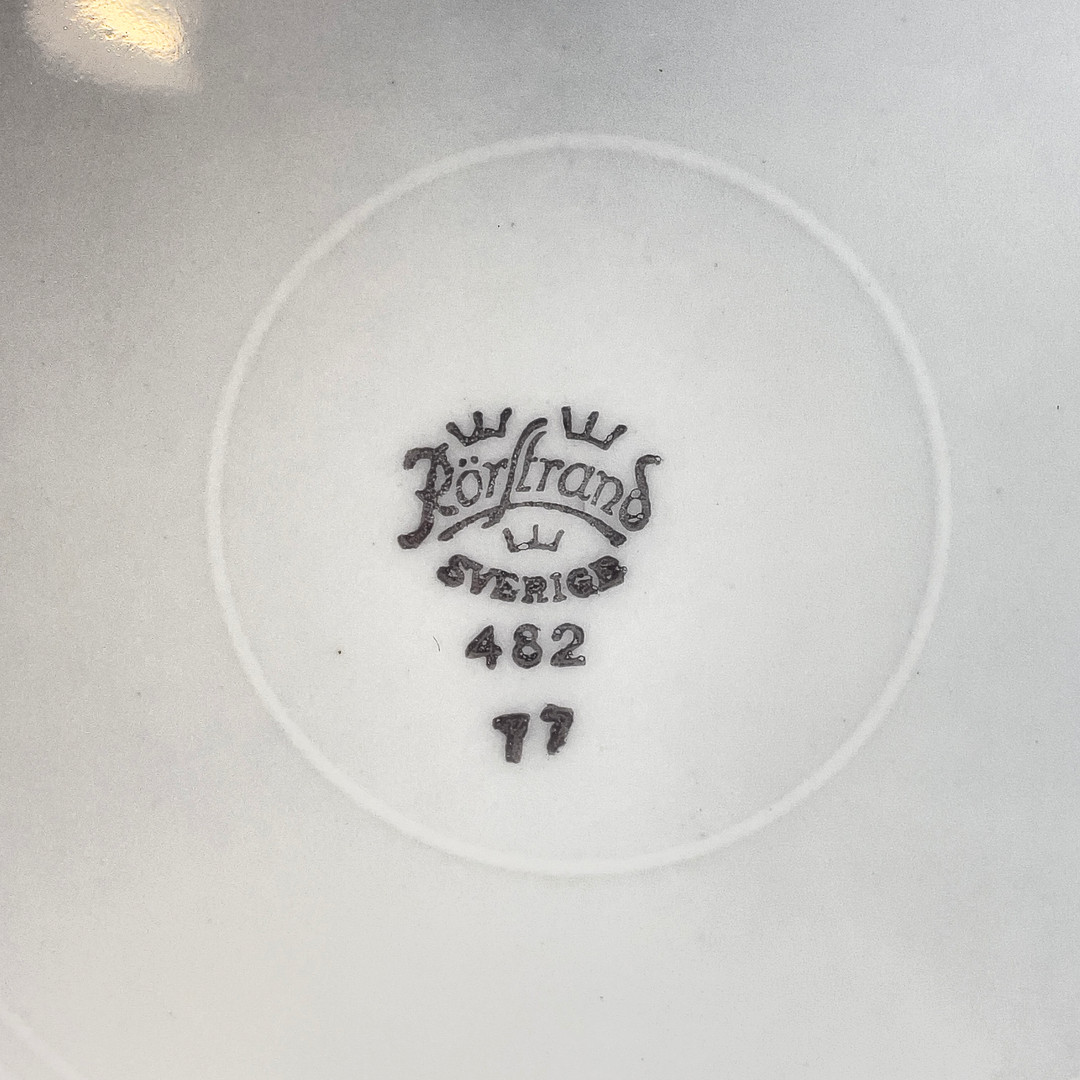 Rörstrand
SVERIGE
482
77